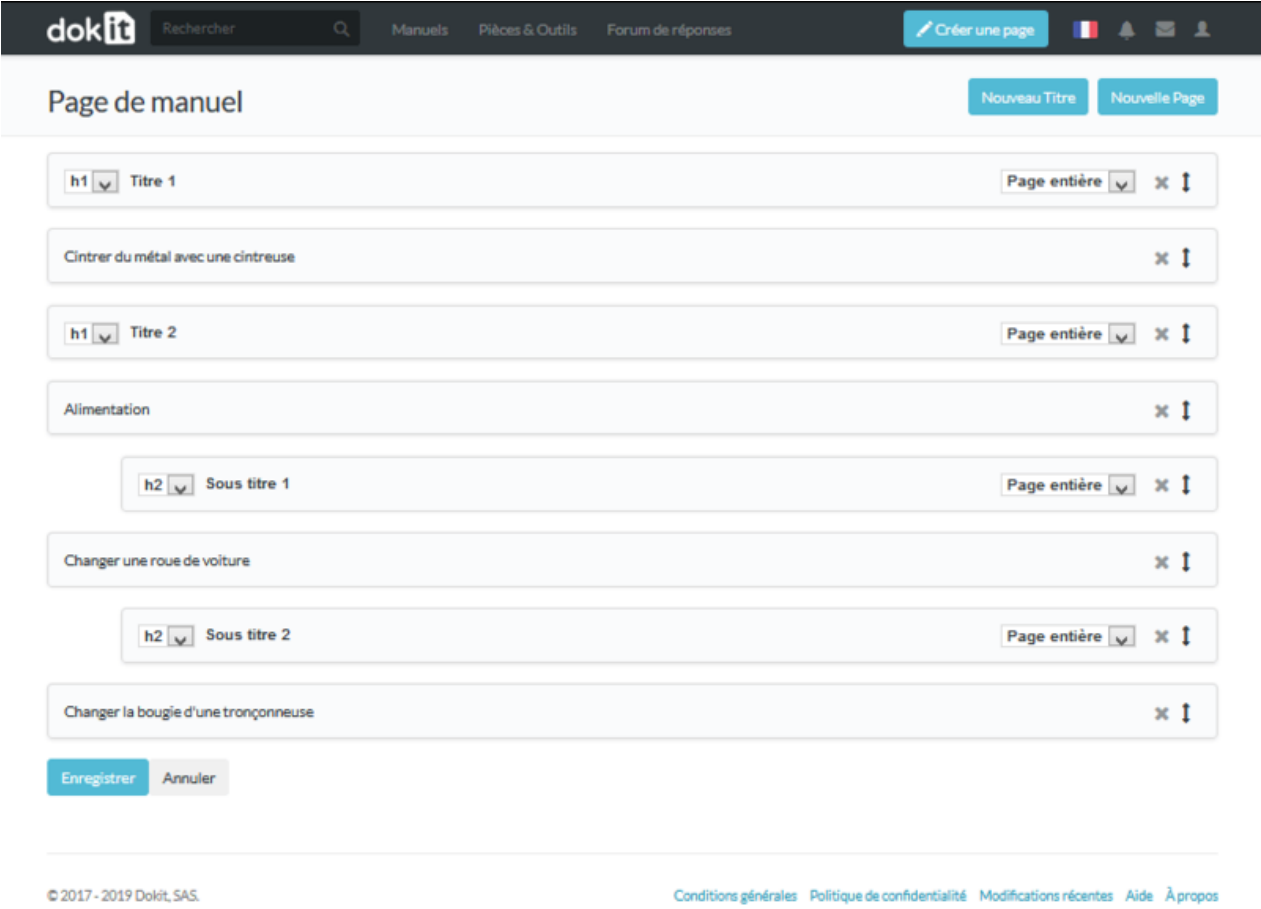 dokit Rechercher Manuels Pièces & Outils Forum de réponses Créer une page
Page de manuel Nouveau Titre Nouvelle Page
h1 Titre 1 Page entière
Cintrer du métal avec une cintreuse
h1 Titre 2 Page entière
Alimentation
h2 Sous titre 1 Page entière
Changer une roue de voiture
h2 Sous titre 2 Page entière
Changer la bougie d'une tronçonneuse
Enregistrer Annuler
© 2017 - 2019 Dokit, SAS. Conditions générales Politique de confidentialité Modifications récentes Aide À propos